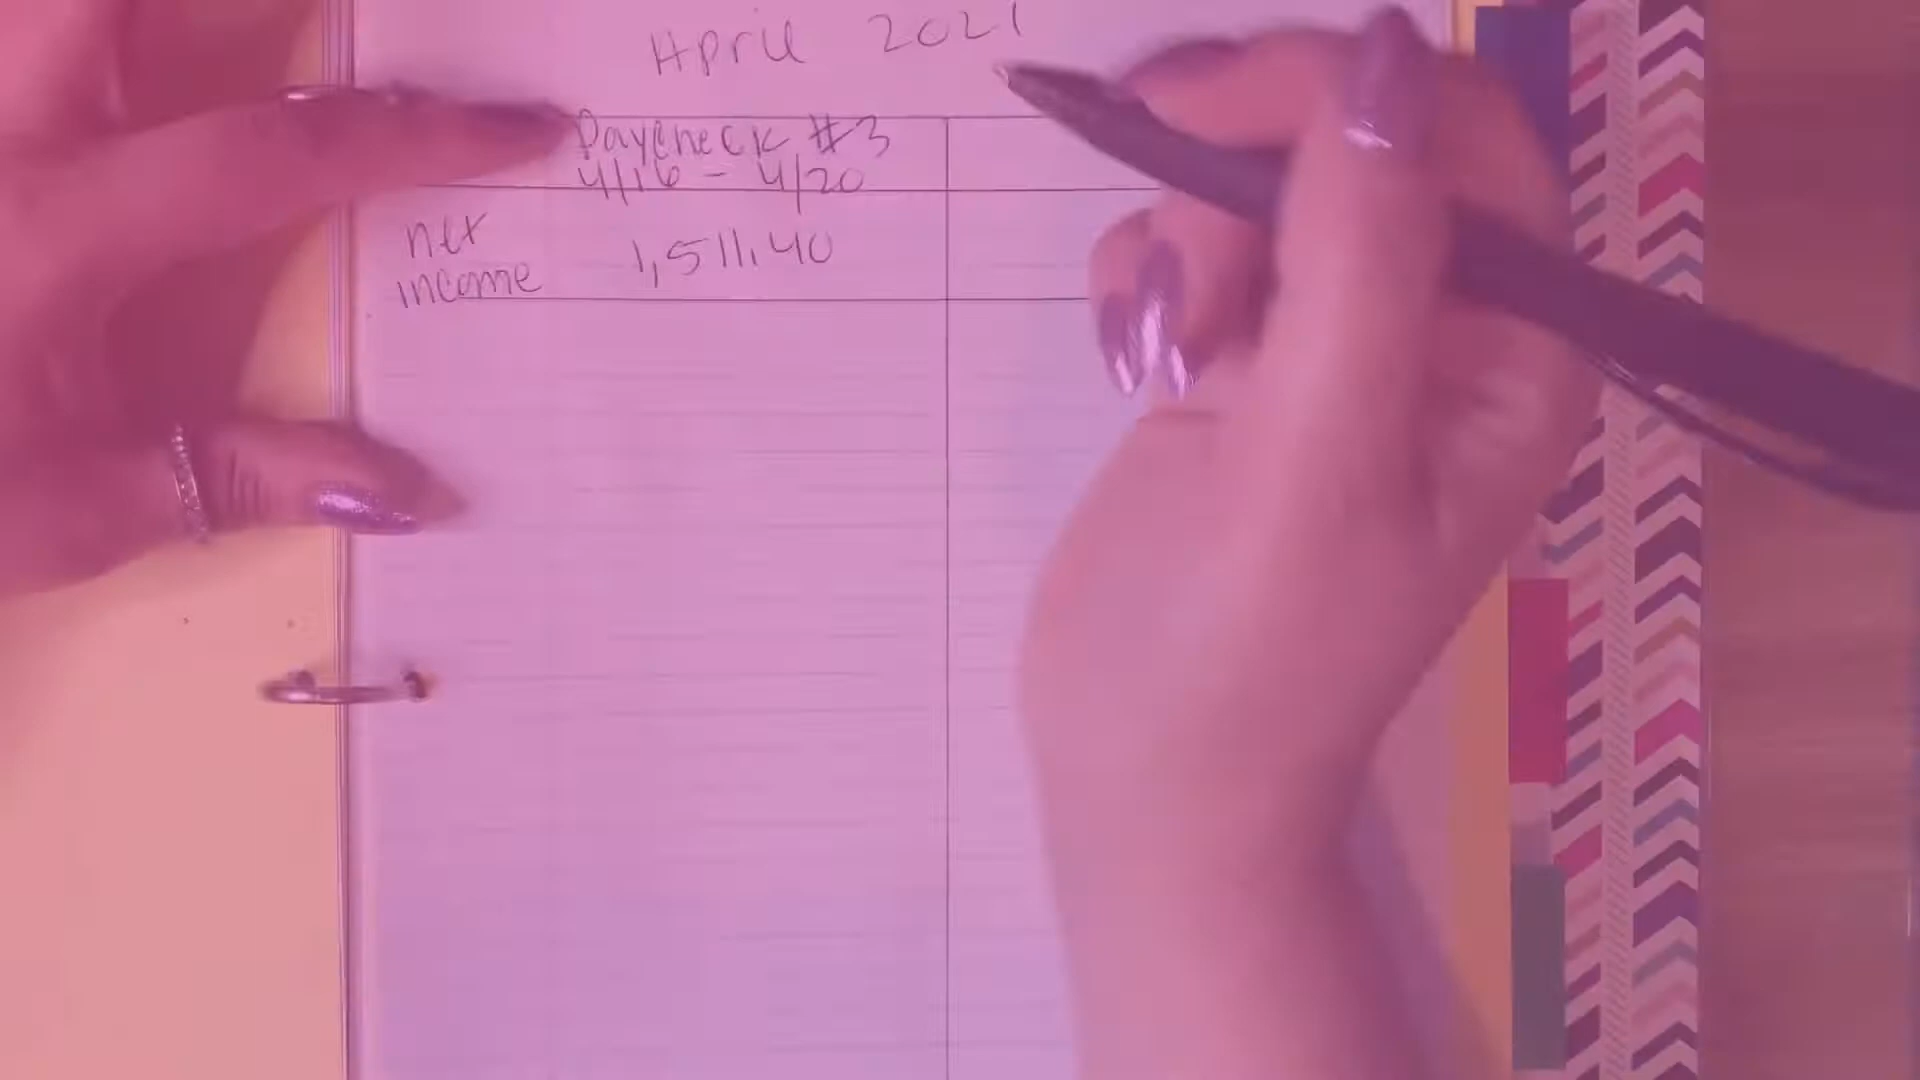 April 2021
Paycheck #3
4/16 - 4/20
net
income
1,511.40